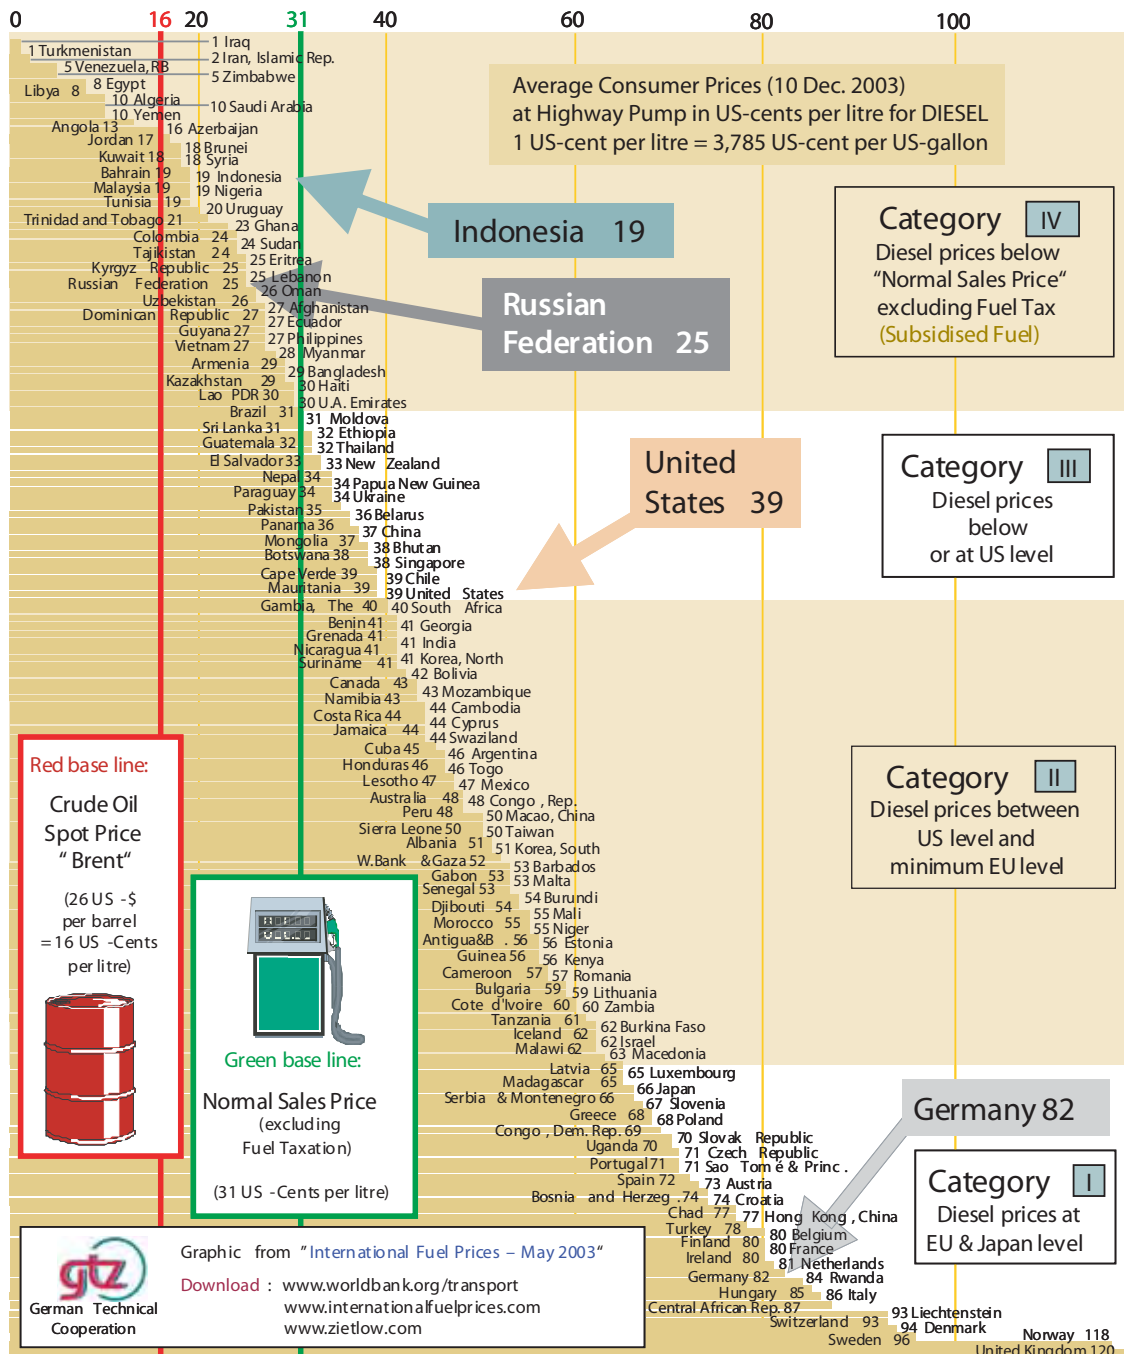 0 16 20 31 40 60 80 100
1 Iraq
1 Turkmenistan
2 Iran, Islamic Rep.
5 Venezuela, RB
5 Zimbabwe
8 Egypt
Libya 8
10 Algeria
10 Saudi Arabia
10 Yemen
Angola 13
16 Azerbaijan
Jordan 17
18 Brunei
Kuwait 18
18 Syria
Bahrain 19
19 Indonesia
Malaysia 19
19 Nigeria
Tunisia 19
20 Uruguay
Trinidad and Tobago 21
23 Ghana
Colombia 24
24 Sudan
Tajikistan 24
25 Eritrea
Kyrgyz Republic 25
25 Lebanon
Russian Federation 25
26 Oman
Uzbekistan 26
27 Afghanistan
Dominican Republic 27
27 Ecuador
Guyana 27
27 Philippines
Vietnam 27
28 Myanmar
Armenia 29
29 Bangladesh
Kazakhstan 29
30 Haiti
Lao PDR 30
30 U.A. Emirates
Brazil 31
31 Moldova
Sri Lanka 31
32 Ethiopia
Guatemala 32
32 Thailand
El Salvador 33
33 New Zealand
Nepal 34
34 Papua New Guinea
Paraguay 34
34 Ukraine
Pakistan 35
36 Belarus
Panama 36
37 China
Mongolia 37
38 Bhutan
Botswana 38
38 Singapore
Cape Verde 39
39 Chile
Mauritania 39
39 United States
Gambia, The 40
40 South Africa
Benin 41
41 Georgia
Grenada 41
41 India
Nicaragua 41
41 Korea, North
Suriname 41
42 Bolivia
Canada 43
43 Mozambique
Namibia 43
44 Cambodia
Costa Rica 44
44 Cyprus
Jamaica 44
44 Swaziland
Cuba 45
46 Argentina
Honduras 46
46 Togo
Lesotho 47
47 Mexico
Australia 48
48 Congo , Rep.
Peru 48
50 Macao, China
Sierra Leone 50
50 Taiwan
Albania 51
51 Korea, South
W.Bank &Gaza 52
53 Barbados
Gabon 53
53 Malta
Senegal 53
54 Burundi
Djibouti 54
55 Mali
Morocco 55
55 Niger
Antigua&B . 56
56 Estonia
Guinea 56
56 Kenya
Cameroon 57
57 Romania
Bulgaria 59
59 Lithuania
Cote d'Ivoire 60
60 Zambia
Tanzania 61
62 Burkina Faso
Iceland 62
62 Israel
Malawi 62
63 Macedonia
Latvia 65
65 Luxembourg
Madagascar 65
66 Japan
Serbia & Montenegro 66
67 Slovenia
Greece 68
68 Poland
Congo , Dem. Rep. 69
70 Slovak Republic
Uganda 70
71 Czech Republic
Portugal 71
71 Sao Tomé & Princ .
Spain 72
73 Austria
Bosnia and Herzeg .74
74 Croatia
Chad 77
77 Hong Kong , China
Turkey 78
80 Belgium
Finland 80
80 France
Ireland 80
81 Netherlands
Germany 82
84 Rwanda
Hungary 85
86 Italy
Central African Rep. 87
93 Liechtenstein
Switzerland 93
94 Denmark
Sweden 96
Norway 118
United Kingdom 120
Average Consumer Prices (10 Dec. 2003)
at Highway Pump in US-cents per litre for DIESEL
1 US-cent per litre = 3,785 US-cent per US-gallon
Indonesia 19
Russian
Federation 25
United
States 39
Germany 82
Category IV
Diesel prices below
“Normal Sales Price“
excluding Fuel Tax
(Subsidised Fuel)
Category III
Diesel prices
below
or at US level
Category II
Diesel prices between
US level and
minimum EU level
Category I
Diesel prices at
EU & Japan level
Red base line:
Crude Oil
Spot Price
“ Brent“
(26 US -$
per barrel
= 16 US -Cents
per litre)
Green base line:
Normal Sales Price
(excluding
Fuel Taxation)
(31 US -Cents per litre)
gtz
German Technical
Cooperation
Graphic from "International Fuel Prices – May 2003“
Download : www.worldbank.org/transport
www.internationalfuelprices.com
www.zietlow.com